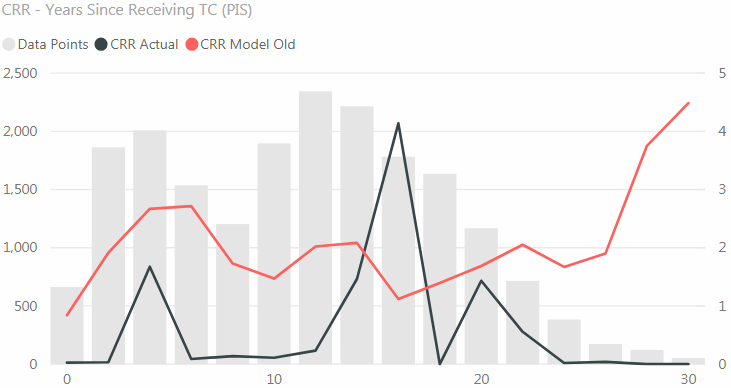 CRR - Years Since Receiving TC (PIS)
Data Points CRR Actual CRR Model Old
2,500 5
2,000 4
1,500 3
1,000 2
500 1
0 0
0 10 20 30